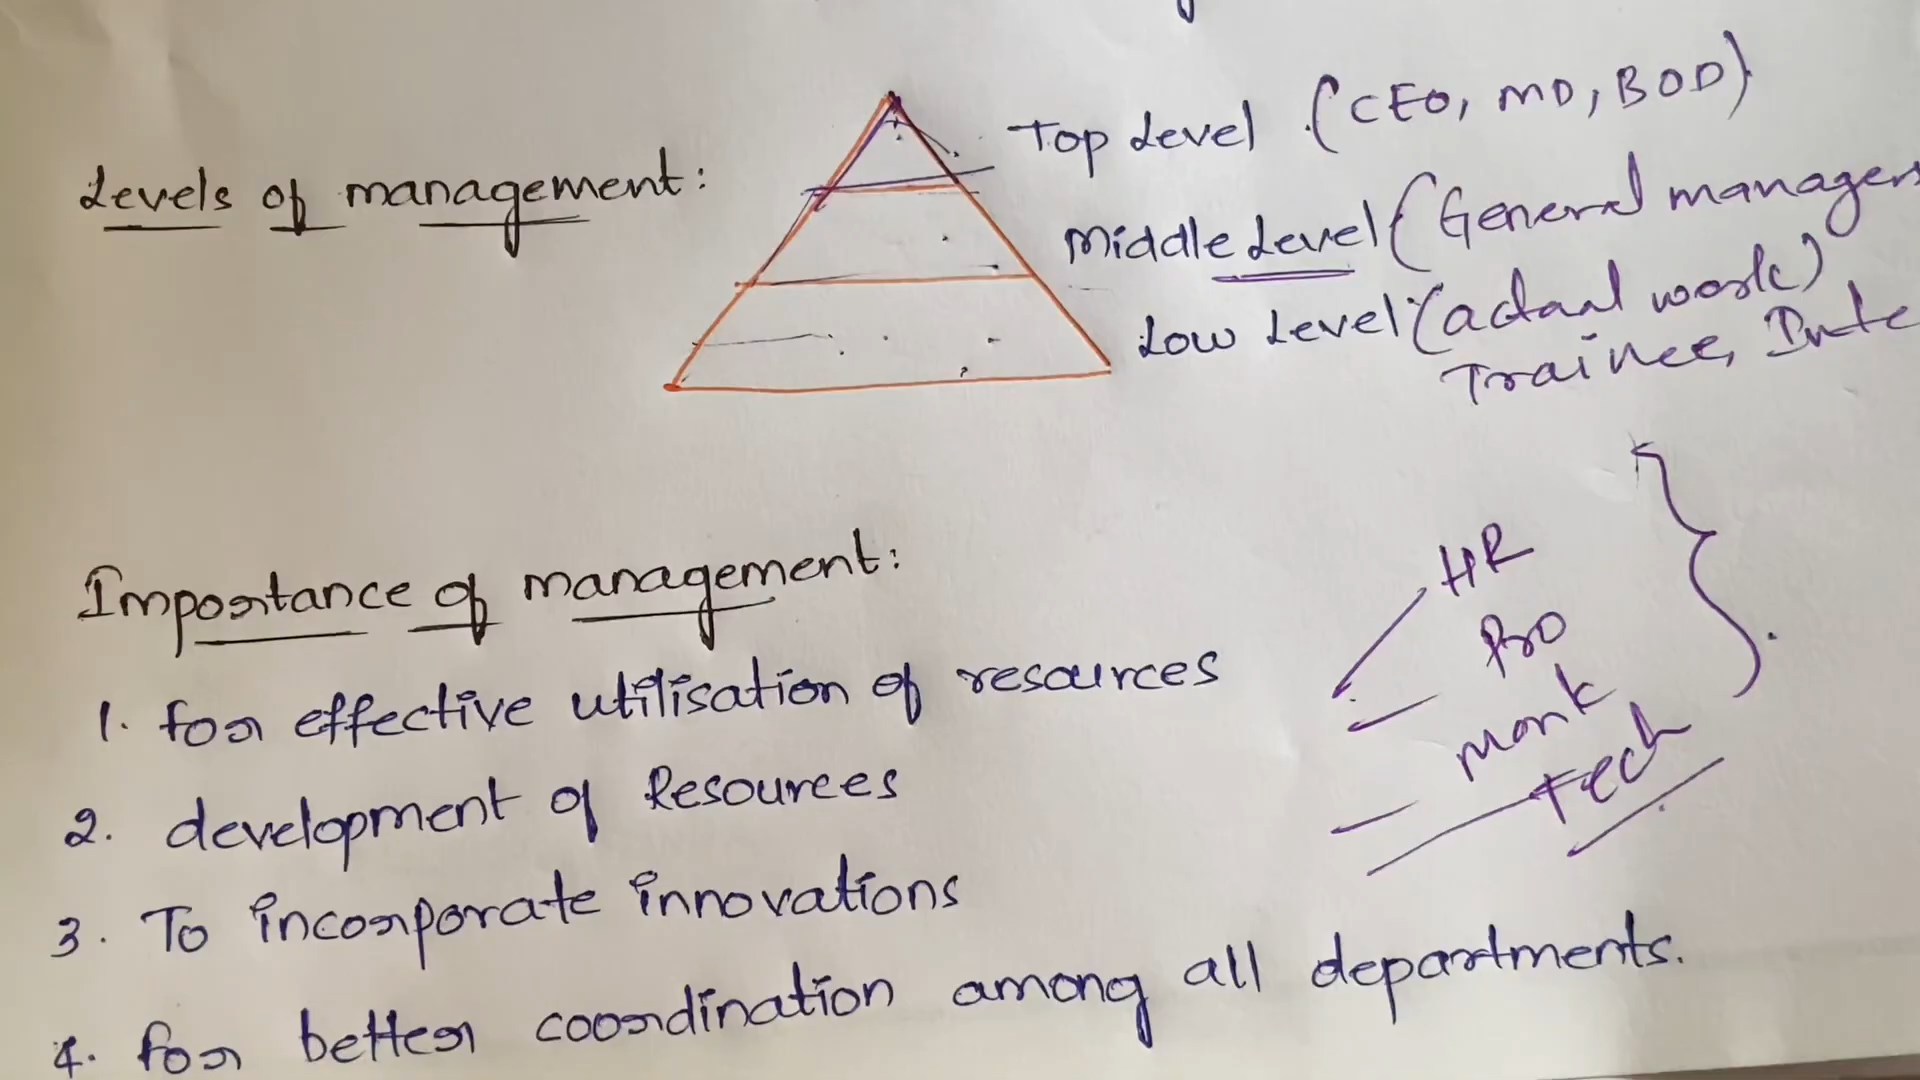 Levels of management:
Top Level (CEO, MD, BOD)
Middle Level (General managers
Low Level (actual work)
Trainee, Inte
Importance of management:
1. for effective utilisation of resources
2. development of Resources
3. To incorporate innovations
4. for better coordination among all departments.
HR
Pro
Mark
Tech